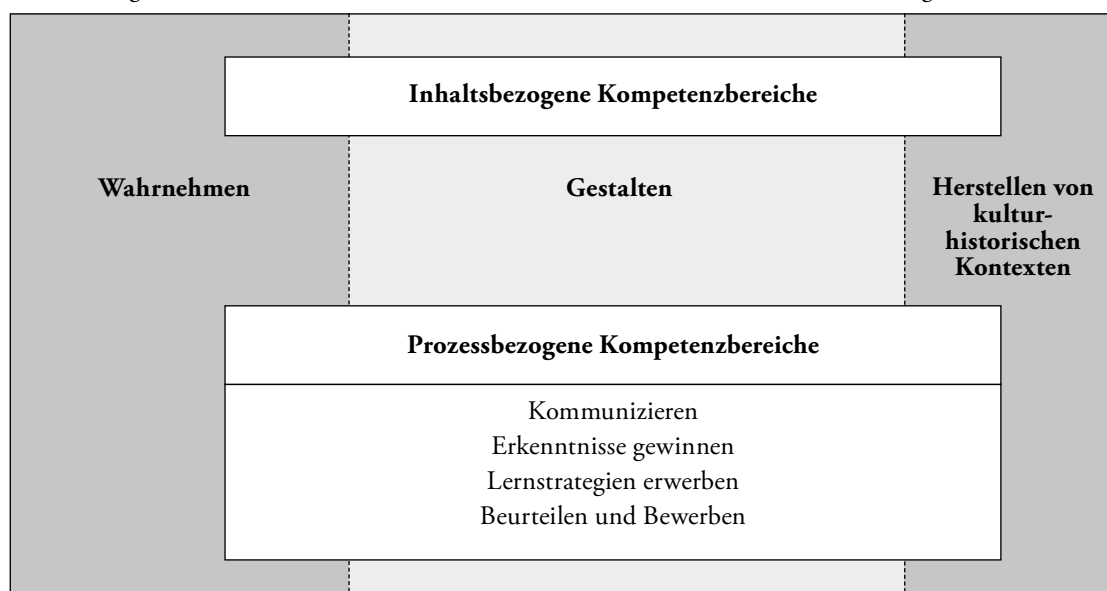 Inhaltsbezogene Kompetenzbereiche
Wahrnehmen
Gestalten
Herstellen von
kultur-
historischen
Kontexten
Prozessbezogene Kompetenzbereiche
Kommunizieren
Erkenntnisse gewinnen
Lernstrategien erwerben
Beurteilen und Bewerben